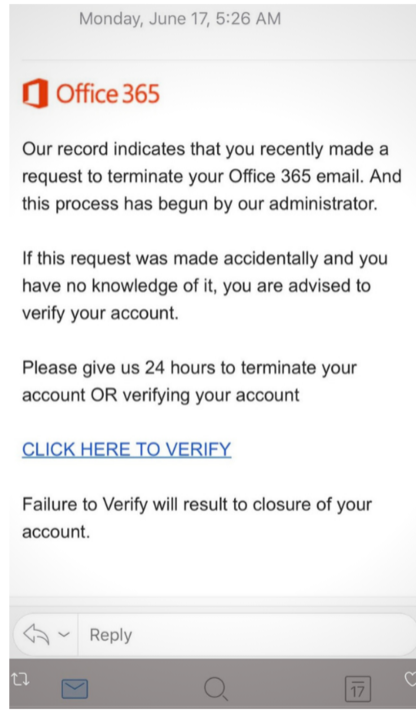 Monday, June 17, 5:26 AM
Office 365
Our record indicates that you recently made a
request to terminate your Office 365 email. And
this process has begun by our administrator.
If this request was made accidentally and you
have no knowledge of it, you are advised to
verify your account.
Please give us 24 hours to terminate your
account OR verifying your account
CLICK HERE TO VERIFY
Failure to Verify will result to closure of your
account.
Reply
17